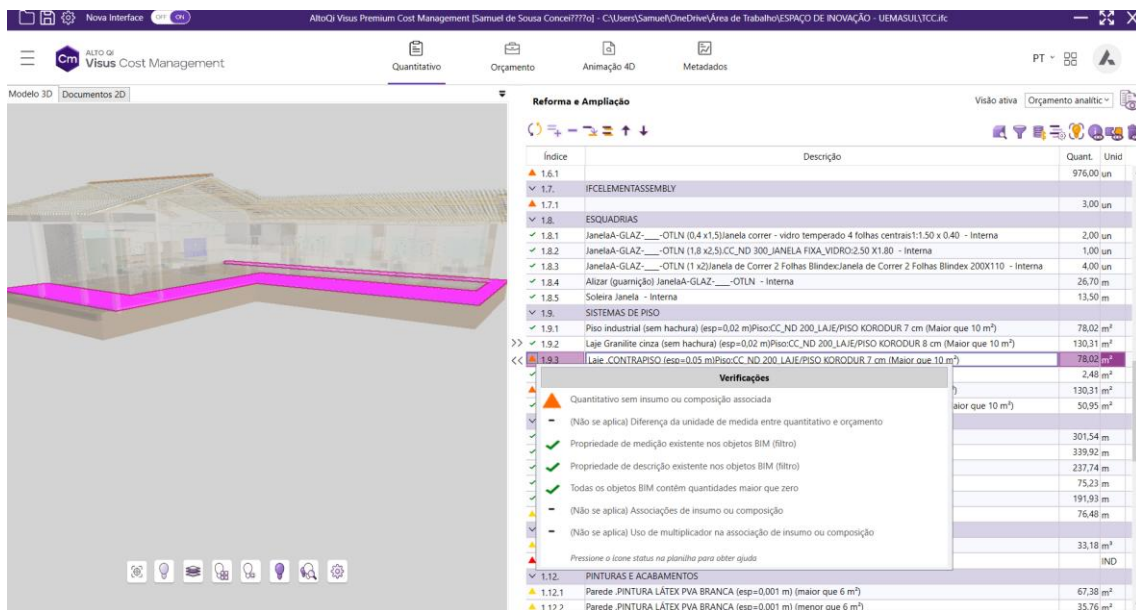 Nova Interface OFF ON AltoQi Visus Premium Cost Management [Samuel de Sousa Concei????o] - C:\Users\Samuel\OneDrive\Área de Trabalho\ESPAÇO DE INOVAÇÃO - UEMASUL\TCC.ifc
Cm ALTO QI
Visus Cost Management
Quantitativo Orçamento Animação 4D Metadados PT
Modelo 3D Documentos 2D
Reforma e Ampliação Visão ativa Orçamento analític
Índice Descrição Quant. Unid
1.6.1 976,00 un
1.7. IFCELEMENTASSEMBLY
1.7.1 3,00 un
1.8. ESQUADRIAS
1.8.1 JanelaA-GLAZ-___-OTLN (0,4 x1,5)Janela correr - vidro temperado 4 folhas centrais1:1.50 x 0.40 - Interna 2,00 un
1.8.2 JanelaA-GLAZ-___-OTLN (1,8 x2,5).CC_ND 300_JANELA FIXA_VIDRO:2.50 X1.80 - Interna 1,00 un
1.8.3 JanelaA-GLAZ-___-OTLN (1 x2)Janela de Correr 2 Folhas Blindex:Janela de Correr 2 Folhas Blindex 200X110 - Interna 4,00 un
1.8.4 Alizar (guarnição) JanelaA-GLAZ-___-OTLN - Interna 26,70 m
1.8.5 Soleira Janela - Interna 13,50 m
1.9. SISTEMAS DE PISO
1.9.1 Piso industrial (sem hachura) (esp=0,02 m)Piso:CC_ND 200_LAJE/PISO KORODUR 7 cm (Maior que 10 m²) 78,02 m²
>> 1.9.2 Laje Granilite cinza (sem hachura) (esp=0,02 m)Piso:CC_ND 200_LAJE/PISO KORODUR 8 cm (Maior que 10 m²) 130,31 m²
<< 1.9.3 Laje .CONTRAPISO (esp=0,05 m)Piso:CC_ND 200_LAJE/PISO KORODUR 7 cm (Maior que 10 m²) 78,02 m²
Verificações
2,48 m²
Quantitativo sem insumo ou composição associada
) 130,31 m²
aior que 10 m²) 50,95 m²
(Não se aplica) Diferença da unidade de medida entre quantitativo e orçamento
Propriedade de medição existente nos objetos BIM (filtro)
301,54 m
339,92 m
Propriedade de descrição existente nos objetos BIM (filtro)
237,74 m
Todas os objetos BIM contêm quantidades maior que zero
75,23 m
(Não se aplica) Associações de insumo ou composição
191,93 m
76,48 m
(Não se aplica) Uso de multiplicador na associação de insumo ou composição
33,18 m³
Pressione o ícone status na planilha para obter ajuda
IND
1.12. PINTURAS E ACABAMENTOS
1.12.1 Parede .PINTURA LÁTEX PVA BRANCA (esp=0,001 m) (maior que 6 m²) 67,38 m²
1.12.2 Parede .PINTURA LÁTEX PVA BRANCA (esp=0,001 m) (menor que 6 m²) 35,76 m²